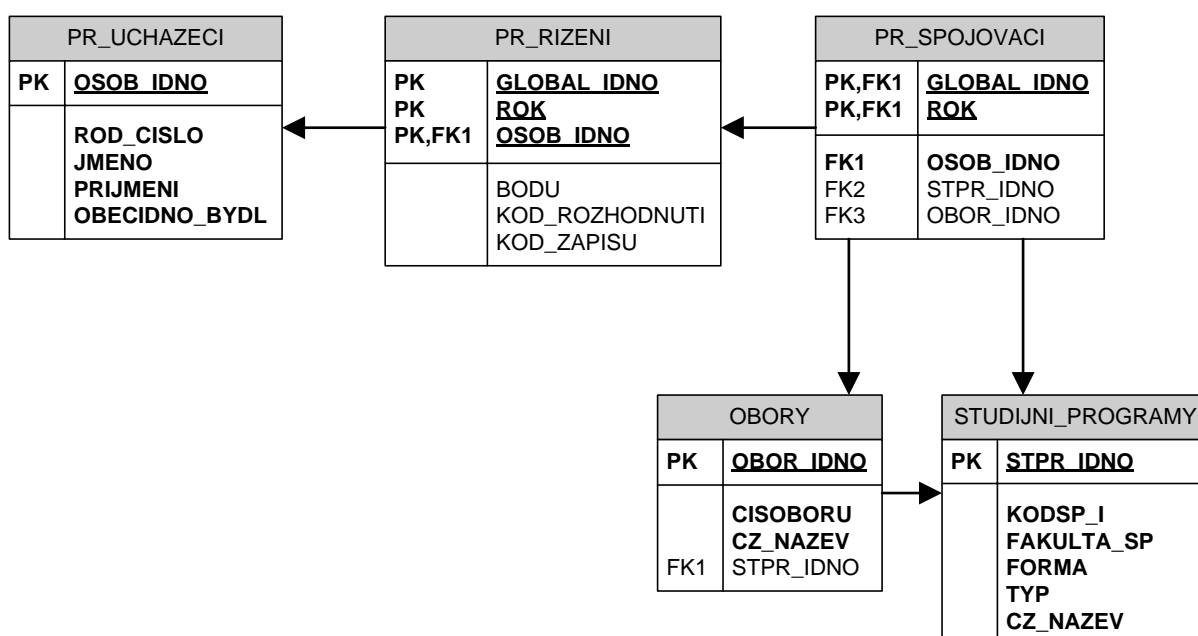 PR_UCHAZECI
PK OSOB_IDNO
ROD_CISLO
JMENO
PRIJMENI
OBECIDNO_BYDL
PR_RIZENI
PK GLOBAL_IDNO
PK ROK
PK,FK1 OSOB_IDNO
BODU
KOD_ROZHODNUTI
KOD_ZAPISU
PR_SPOJOVACI
PK,FK1 GLOBAL_IDNO
PK,FK1 ROK
FK1 OSOB_IDNO
FK2 STPR_IDNO
FK3 OBOR_IDNO
OBORY
PK OBOR_IDNO
CISOBORU
CZ_NAZEV
FK1 STPR_IDNO
STUDIJNI_PROGRAMY
PK STPR_IDNO
KODSP_I
FAKULTA_SP
FORMA
TYP
CZ_NAZEV